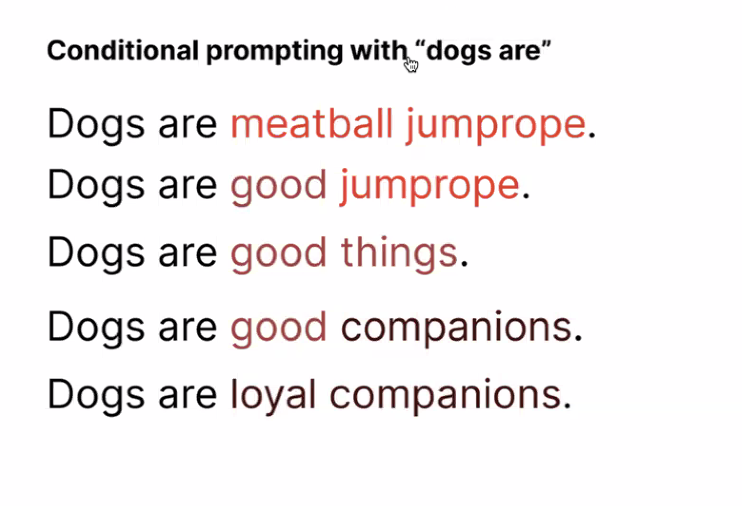 Conditional prompting with “dogs are”
Dogs are meatball jumprope.
Dogs are good jumprope.
Dogs are good things.
Dogs are good companions.
Dogs are loyal companions.